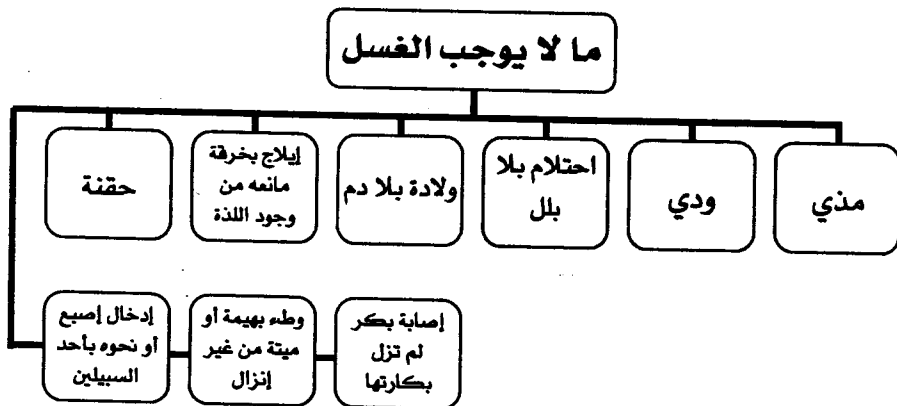 ما لا يوجب الغسل
مذي
ودي
احتلام بلا
بلل
ولادة بلا دم
إيلاج بخرقة
مانعه من
وجود اللذة
حقنة
إصابة بكر
لم تزل
بكارتها
وطء بهيمة أو
ميتة من غير
إنزال
إدخال إصبع
أو نحوه بأحد
السبيلين